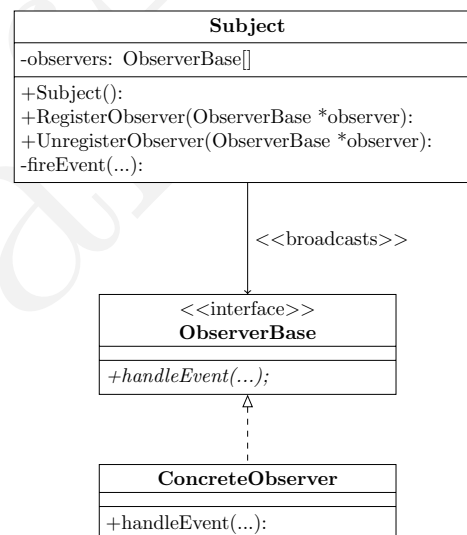 Subject
-observers: ObserverBase[]
+Subject():
+RegisterObserver(ObserverBase *observer):
+UnregisterObserver(ObserverBase *observer):
-fireEvent(...):
<<broadcasts>>
<<interface>>
ObserverBase
+handleEvent(...);
ConcreteObserver
+handleEvent(...):